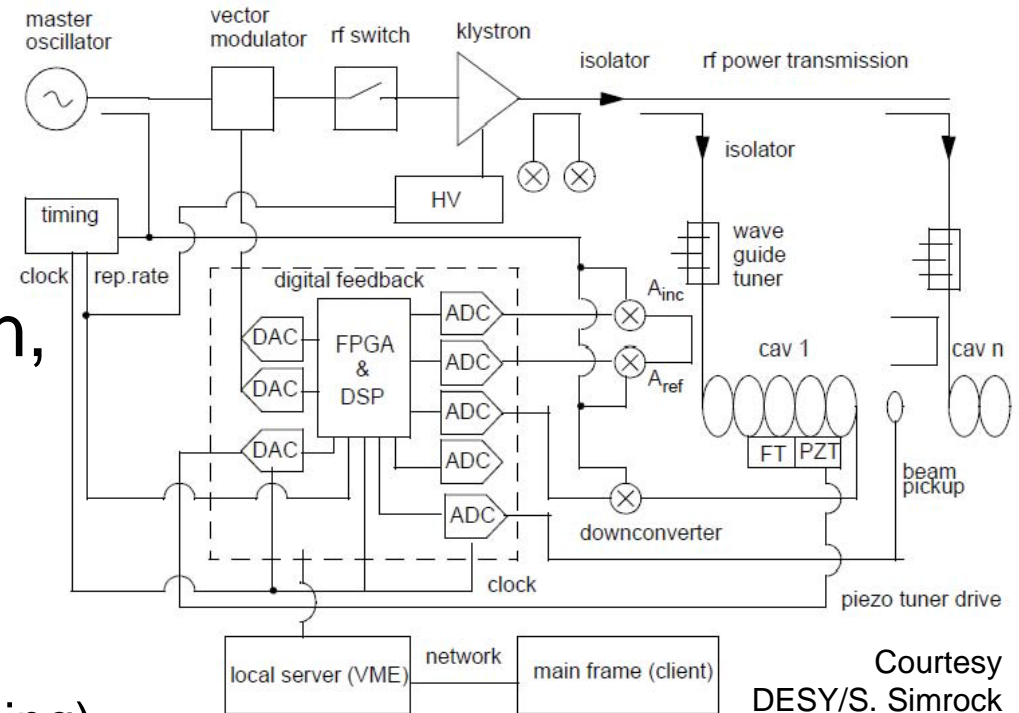 master
oscillator
vector
modulator
rf switch
klystron
isolator
rf power transmission
isolator
HV
timing
clock
rep.rate
wave
guide
tuner
digital feedback
DAC
DAC
DAC
FPGA
&
DSP
ADC
ADC
ADC
ADC
ADC
Ainc
Aref
n,
cav 1
cav n
FT
PZT
beam
pickup
downconverter
clock
piezo tuner drive
local server (VME)
network
main frame (client)
Courtesy
DESY/S. Simrock